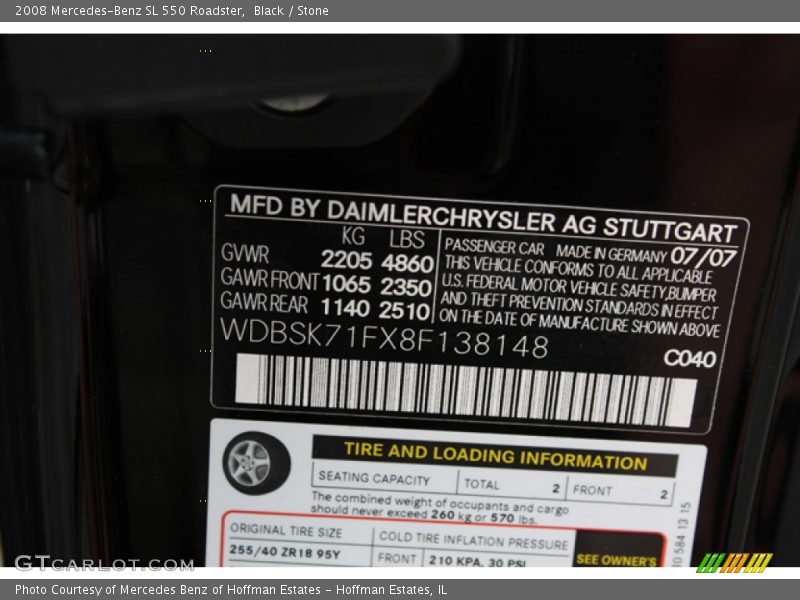 2008 Mercedes-Benz SL 550 Roadster,  Black / Stone
MFD BY DAIMLERCHRYSLER AG STUTTGART
KG LBS
GVWR 2205 4860
GAWR FRONT 1065 2350
GAWR REAR 1140 2510
PASSENGER CAR MADE IN GERMANY 07/07
THIS VEHICLE CONFORMS TO ALL APPLICABLE
U.S. FEDERAL MOTOR VEHICLE SAFETY, BUMPER
AND THEFT PREVENTION STANDARDS IN EFFECT
ON THE DATE OF MANUFACTURE SHOWN ABOVE
WDBSK71FX8F138148
C040
TIRE AND LOADING INFORMATION
SEATING CAPACITY TOTAL 2 FRONT 2
The combined weight of occupants and cargo
should never exceed 260 kg or 570 lbs.
ORIGINAL TIRE SIZE COLD TIRE INFLATION PRESSURE
255/40 ZR18 95Y FRONT 210 KPA, 30 PSI
SEE OWNER'S
584 13 15
GTCarLot.com
Photo Courtesy of Mercedes Benz of Hoffman Estates - Hoffman Estates, IL